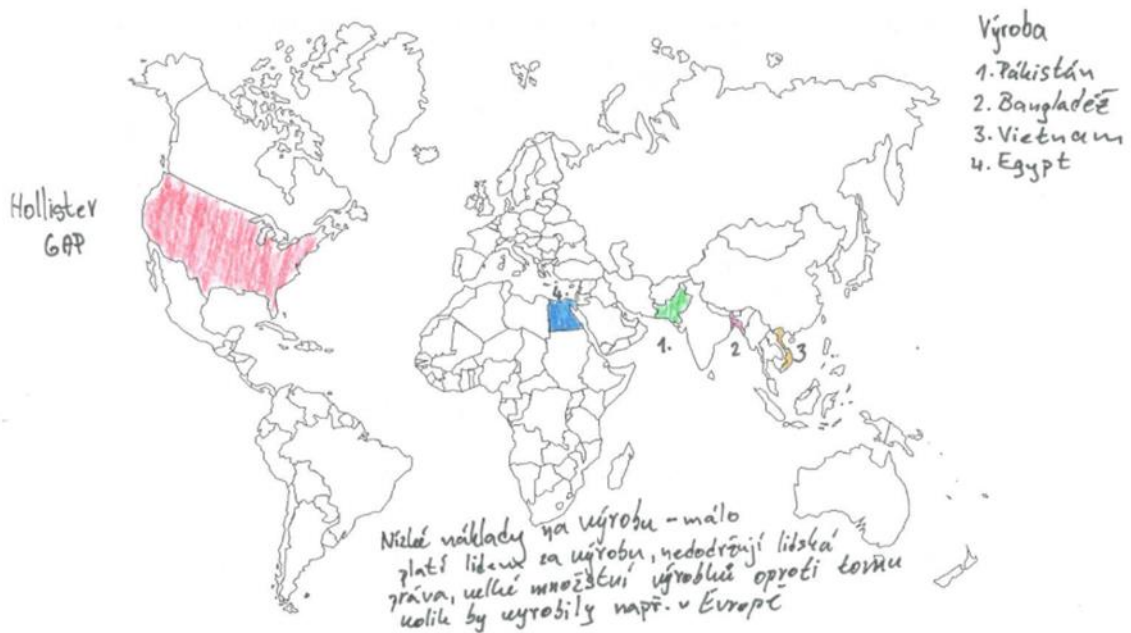 Výroba
1. Pákistán
2. Bangladéž
3. Vietnam
4. Egypt
Hollister
GAP
4.
1.
2
3
Nízké náklady na výrobu - málo
platí lidem za výrobu, nedodržují lidská
práva, velké množství výrobků oproti tomu
kolik by vyrobily např. v Evropě